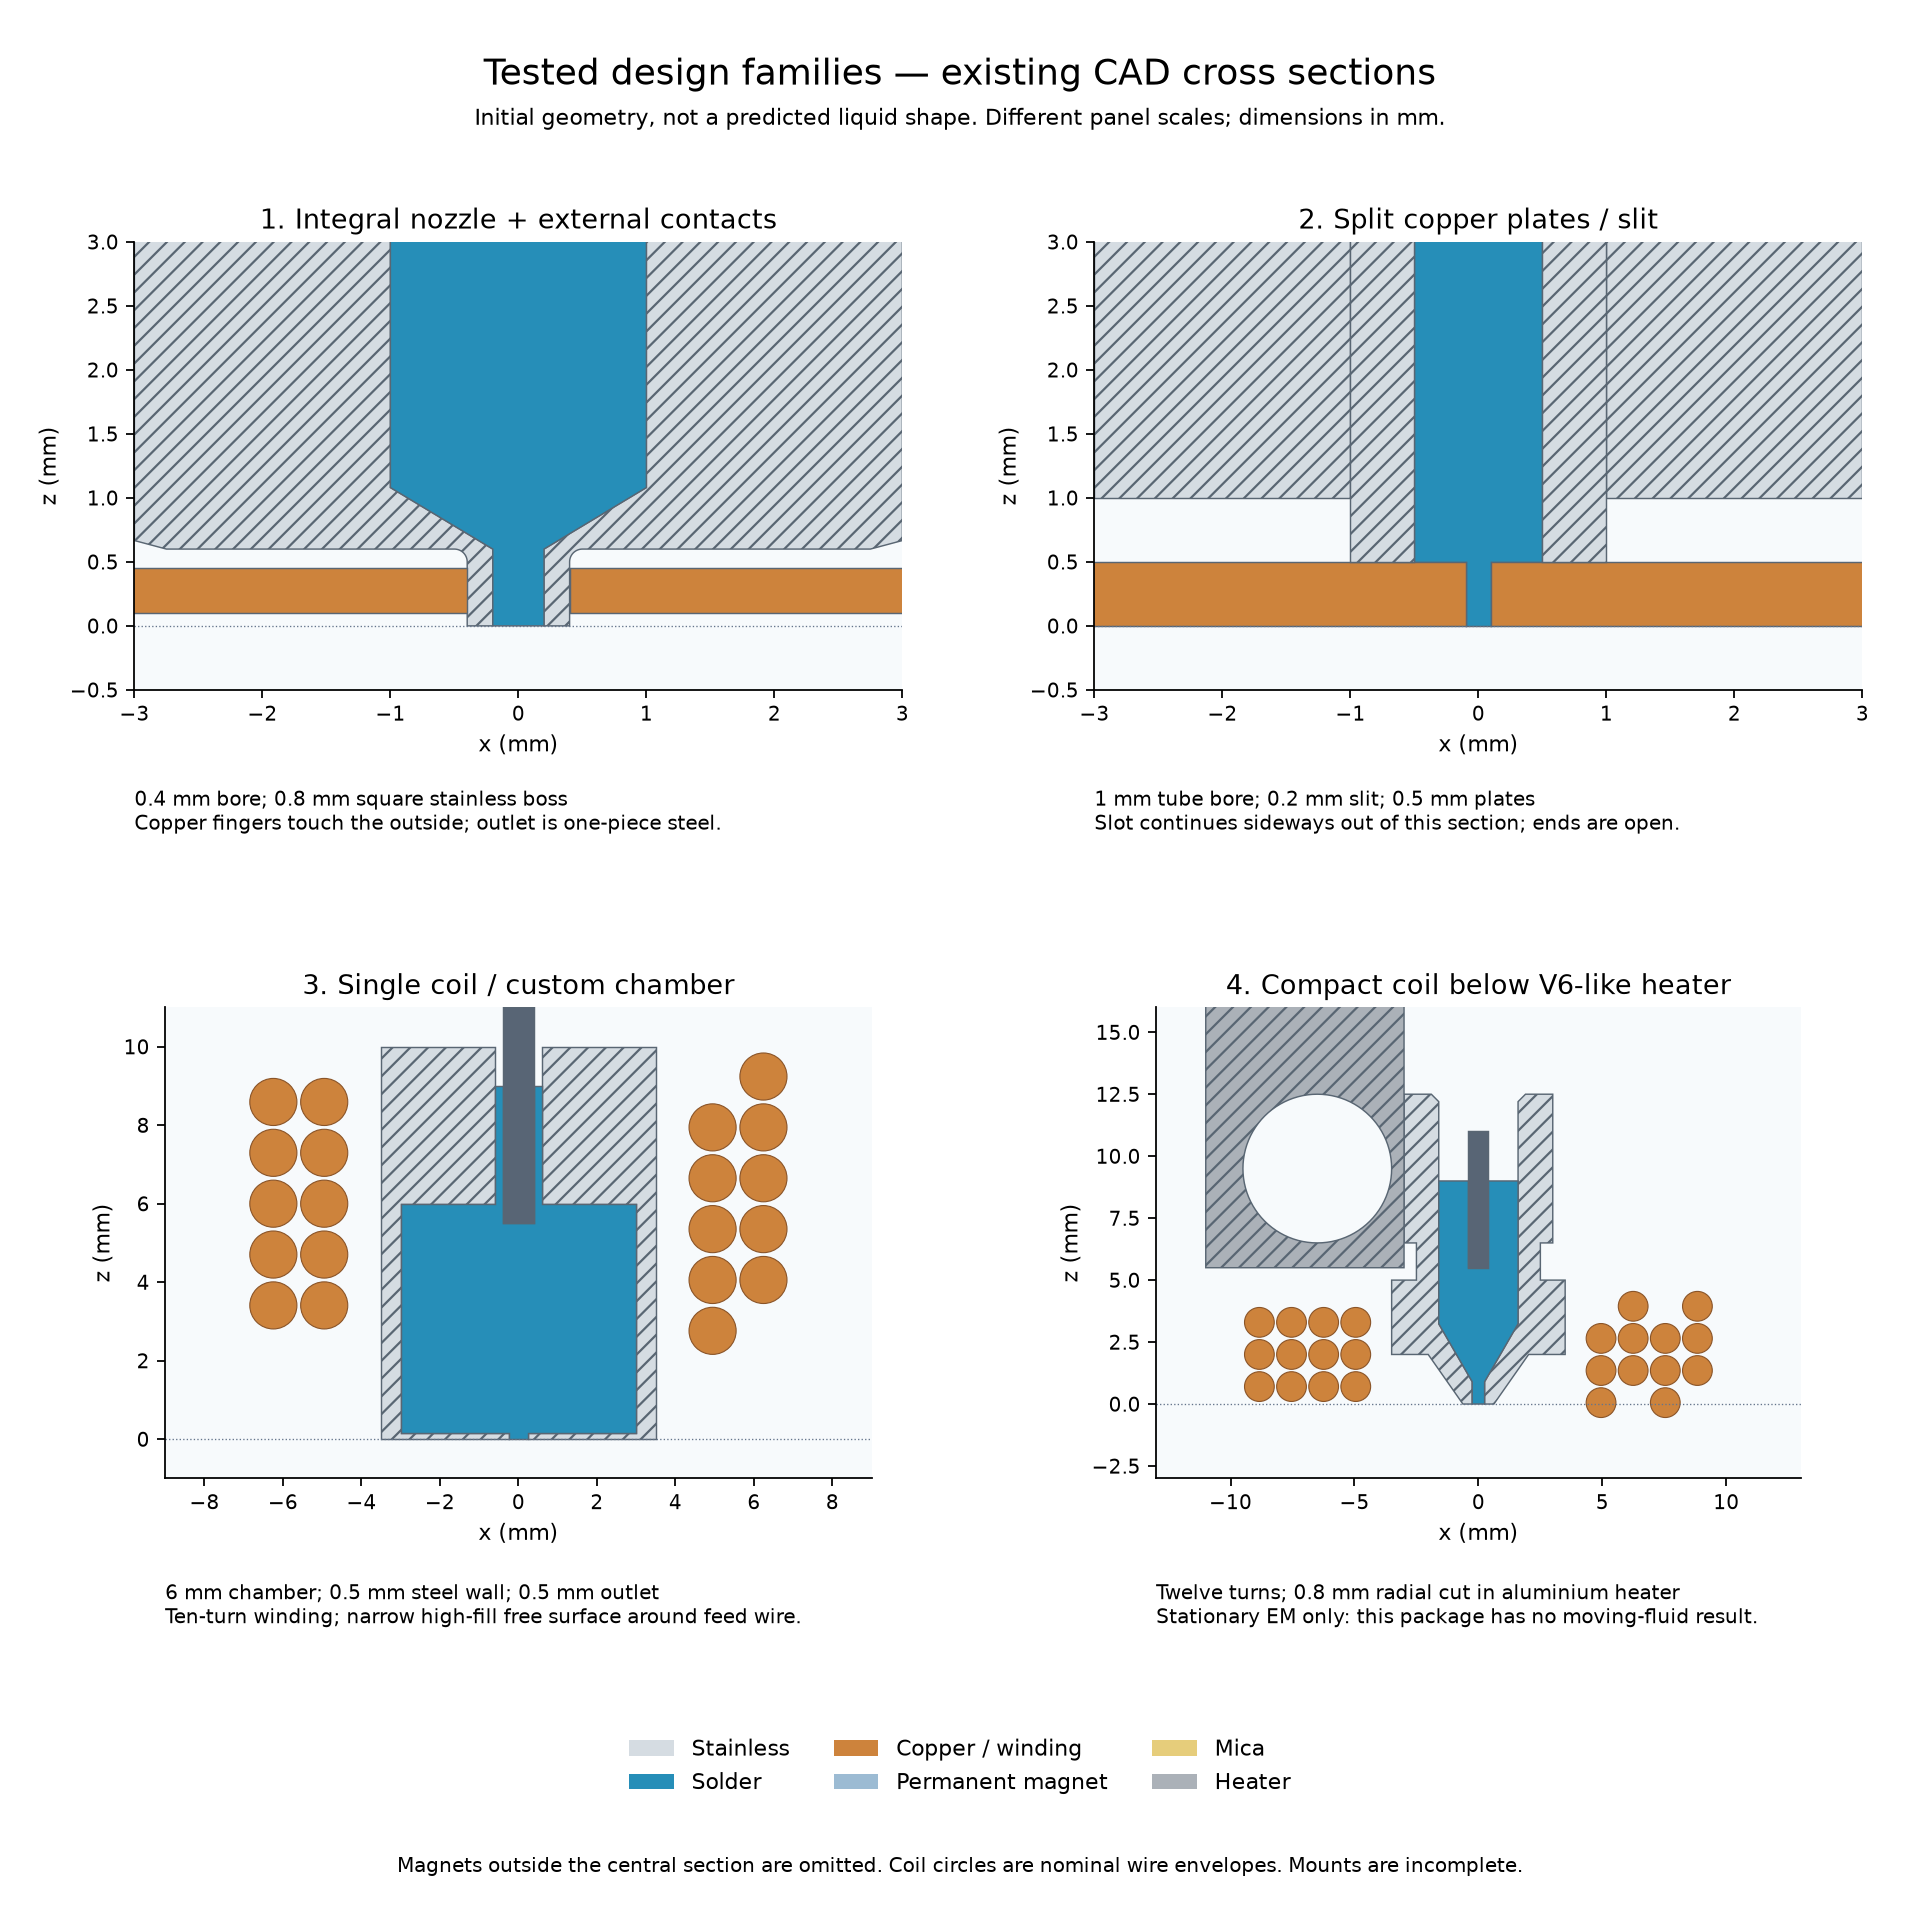 Tested design families — existing CAD cross sections
Initial geometry, not a predicted liquid shape. Different panel scales; dimensions in mm.
1. Integral nozzle + external contacts
3.0
2.5
2.0
1.5
1.0
0.5
0.0
−0.5
z (mm)
−3 −2 −1 0 1 2 3
x (mm)
0.4 mm bore; 0.8 mm square stainless boss
Copper fingers touch the outside; outlet is one-piece steel.
2. Split copper plates / slit
3.0
2.5
2.0
1.5
1.0
0.5
0.0
−0.5
z (mm)
−3 −2 −1 0 1 2 3
x (mm)
1 mm tube bore; 0.2 mm slit; 0.5 mm plates
Slot continues sideways out of this section; ends are open.
3. Single coil / custom chamber
10
8
6
4
2
0
z (mm)
−8 −6 −4 −2 0 2 4 6 8
x (mm)
6 mm chamber; 0.5 mm steel wall; 0.5 mm outlet
Ten-turn winding; narrow high-fill free surface around feed wire.
4. Compact coil below V6-like heater
15.0
12.5
10.0
7.5
5.0
2.5
0.0
−2.5
z (mm)
−10 −5 0 5 10
x (mm)
Twelve turns; 0.8 mm radial cut in aluminium heater
Stationary EM only: this package has no moving-fluid result.
Stainless Copper / winding Mica
Solder Permanent magnet Heater
Magnets outside the central section are omitted. Coil circles are nominal wire envelopes. Mounts are incomplete.